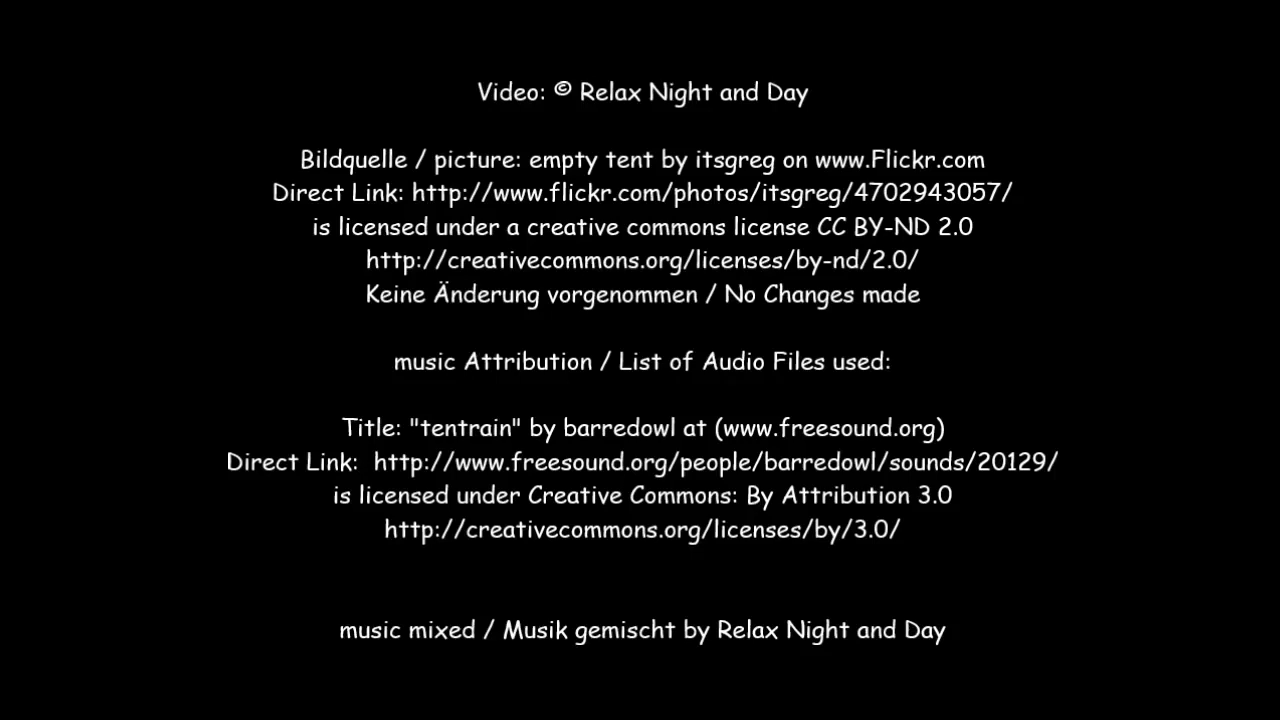 Video: © Relax Night and Day
Bildquelle / picture: empty tent by itsgreg on www.Flickr.com
Direct Link: http://www.flickr.com/photos/itsgreg/4702943057/
is licensed under a creative commons license CC BY-ND 2.0
http://creativecommons.org/licenses/by-nd/2.0/
Keine Änderung vorgenommen / No Changes made
music Attribution / List of Audio Files used:
Title: "tentrain" by barredowl at (www.freesound.org)
Direct Link:  http://www.freesound.org/people/barredowl/sounds/20129/
is licensed under Creative Commons: By Attribution 3.0
http://creativecommons.org/licenses/by/3.0/
music mixed / Musik gemischt by Relax Night and Day